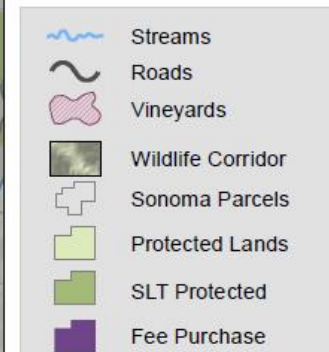 Streams
Roads
Vineyards
Wildlife Corridor
Sonoma Parcels
Protected Lands
SLT Protected
Fee Purchase